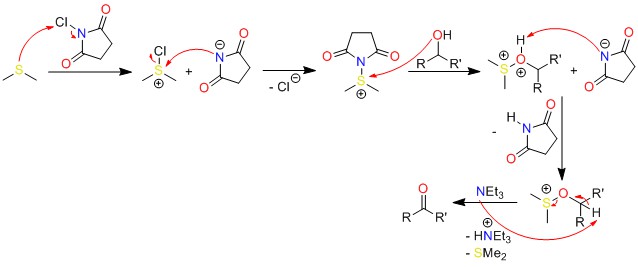 Cl
N
O
O
S
Cl
S
⊕
+
N
⊖
O
O
- Cl⊖
O
O
N
S
⊕
OH
R R'
H
O
⊕
S
⊕
R'
R
+
N
⊖
O
O
-
H
N
O
O
⊕
S
O
R'
R
H
NEt3
⊕
- HNEt3
- SMe2
O
R R'